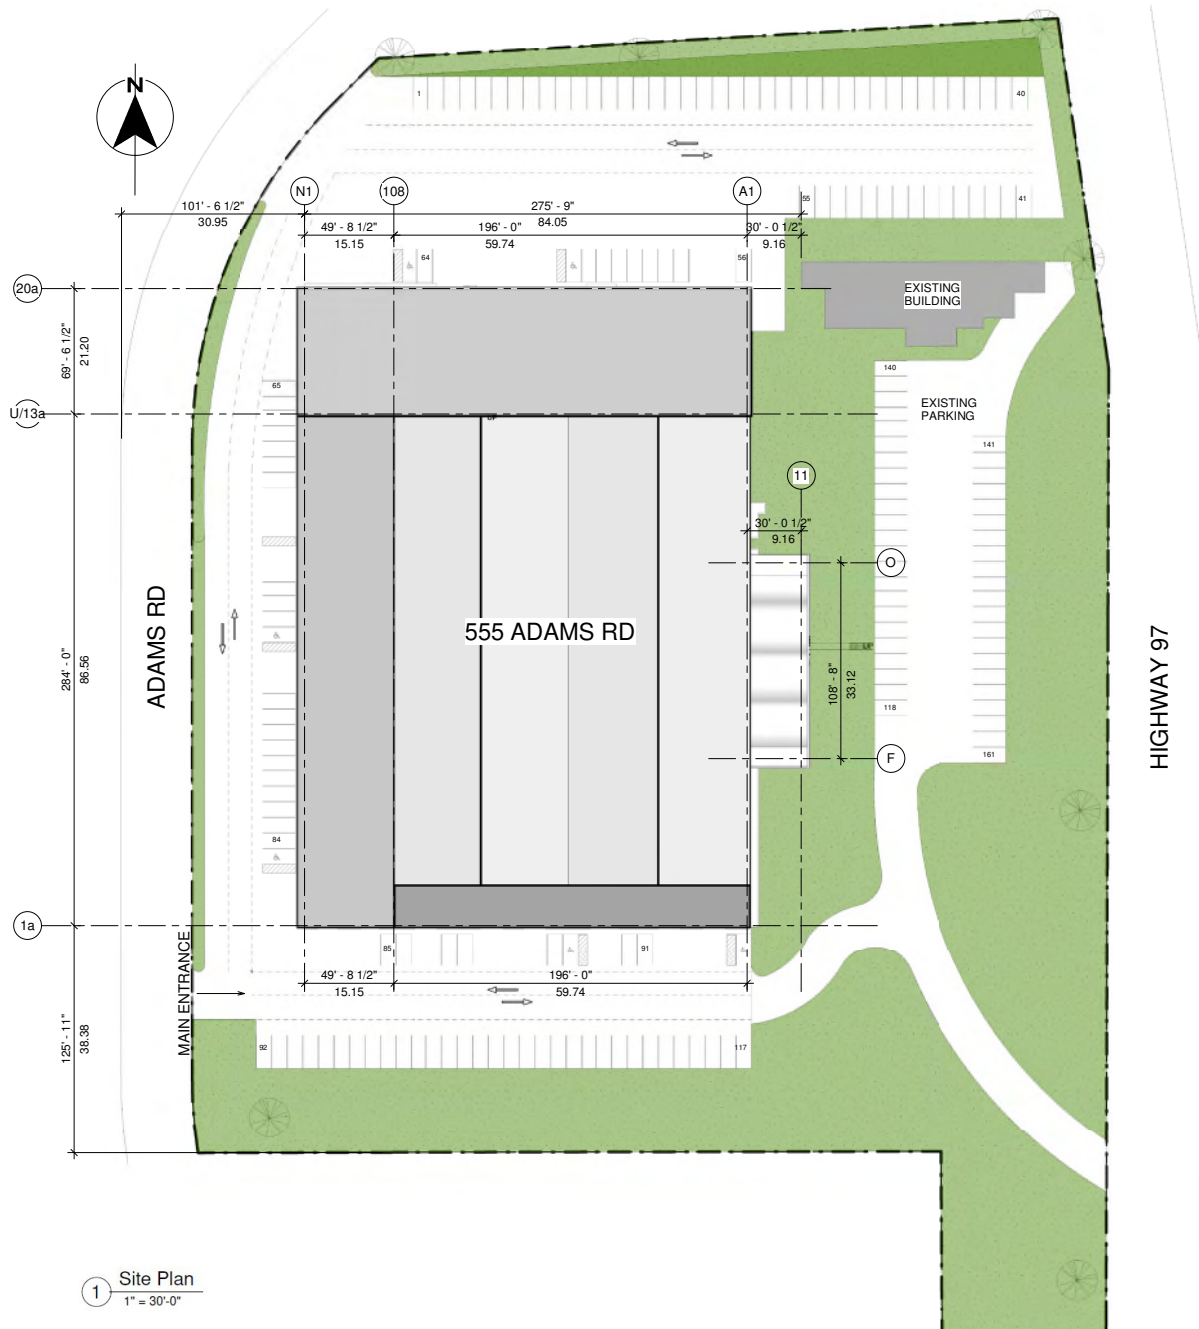 N
1
40
N1
108
A1
101' - 6 1/2"
275' - 9"
55
41
30.95
84.05
49' - 8 1/2"
196' - 0"
30' - 0 1/2"
15.15
59.74
9.16
64
56
20a
EXISTING
BUILDING
69' - 6 1/2"
21.20
140
65
EXISTING
PARKING
U/13a
141
11
30' - 0 1/2"
9.16
O
ADAMS RD
555 ADAMS RD
HIGHWAY 97
284' - 0"
86.56
108' - 8"
33.12
118
F
161
84
1a
85
91
MAIN ENTRANCE
49' - 8 1/2"
196' - 0"
15.15
59.74
125' - 11"
38.38
92
117
1
Site Plan
1" = 30'-0"